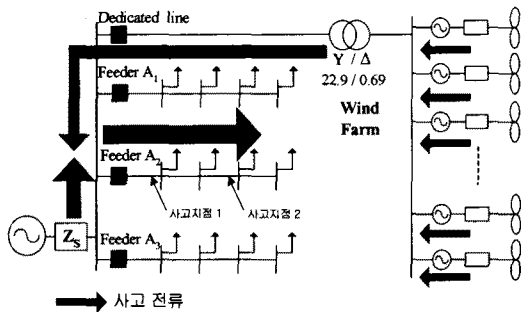 Dedicated line
Y / Δ
22.9 / 0.69
Wind
Farm
Feeder A₁
Feeder A₂
사고지점 1
사고지점 2
Zₛ
Feeder A₃
사고 전류